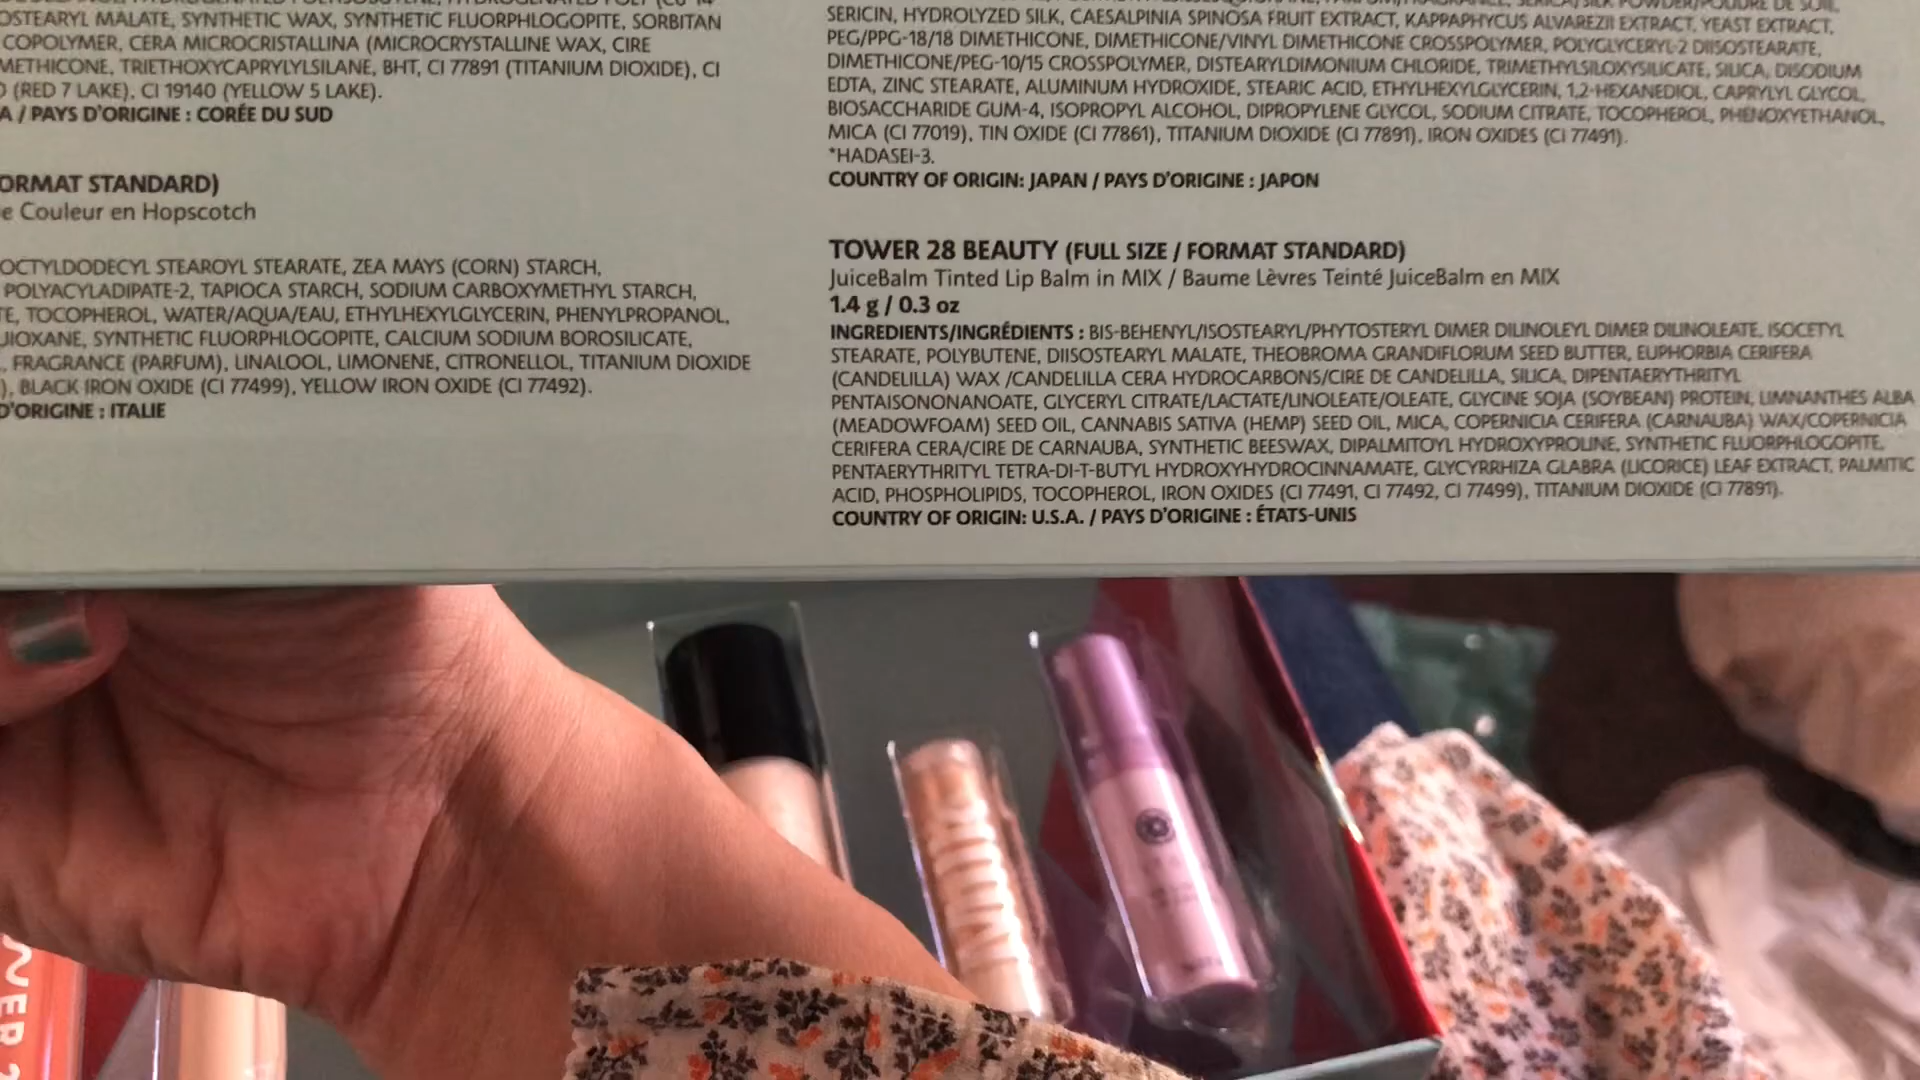 OSTEARYL MALATE, SYNTHETIC WAX, SYNTHETIC FLUORPHLOGOPITE, SORBITAN
COPOLYMER, CERA MICROCRISTALLINA (MICROCRYSTALLINE WAX, CIRE
METHICONE, TRIETHOXYCAPRYLYLSILANE, BHT, CI 77891 (TITANIUM DIOXIDE), CI
(RED 7 LAKE), CI 19140 (YELLOW 5 LAKE).
A / PAYS D'ORIGINE : CORÉE DU SUD
ORMAT STANDARD)
e Couleur en Hopscotch
OCTYLDODECYL STEAROYL STEARATE, ZEA MAYS (CORN) STARCH,
POLYACYLADIPATE-2, TAPIOCA STARCH, SODIUM CARBOXYMETHYL STARCH,
TE, TOCOPHEROL, WATER/AQUA/EAU, ETHYLHEXYLGLYCERIN, PHENYLPROPANOL,
UIOXANE, SYNTHETIC FLUORPHLOGOPITE, CALCIUM SODIUM BOROSILICATE,
, FRAGRANCE (PARFUM), LINALOOL, LIMONENE, CITRONELLOL, TITANIUM DIOXIDE
), BLACK IRON OXIDE (CI 77499), YELLOW IRON OXIDE (CI 77492).
D'ORIGINE : ITALIE
SERICIN, HYDROLYZED SILK, CAESALPINIA SPINOSA FRUIT EXTRACT, KAPPAPHYCUS ALVAREZII EXTRACT, YEAST EXTRACT,
PEG/PPG-18/18 DIMETHICONE, DIMETHICONE/VINYL DIMETHICONE CROSSPOLYMER, POLYGLYCERYL-2 DIISOSTEARATE,
DIMETHICONE/PEG-10/15 CROSSPOLYMER, DISTEARYLDIMONIUM CHLORIDE, TRIMETHYLSILOXYSILICATE, SILICA, DISODIUM
EDTA, ZINC STEARATE, ALUMINUM HYDROXIDE, STEARIC ACID, ETHYLHEXYLGLYCERIN, 1,2-HEXANEDIOL, CAPRYLYL GLYCOL,
BIOSACCHARIDE GUM-4, ISOPROPYL ALCOHOL, DIPROPYLENE GLYCOL, SODIUM CITRATE, TOCOPHEROL, PHENOXYETHANOL,
MICA (CI 77019), TIN OXIDE (CI 77861), TITANIUM DIOXIDE (CI 77891), IRON OXIDES (CI 77491).
*HADASEI-3.
COUNTRY OF ORIGIN: JAPAN / PAYS D'ORIGINE : JAPON
TOWER 28 BEAUTY (FULL SIZE / FORMAT STANDARD)
JuiceBalm Tinted Lip Balm in MIX / Baume Lèvres Teinté JuiceBalm en MIX
1.4 g / 0.3 oz
INGREDIENTS/INGRÉDIENTS : BIS-BEHENYL/ISOSTEARYL/PHYTOSTERYL DIMER DILINOLEYL DIMER DILINOLEATE, ISOCETYL
STEARATE, POLYBUTENE, DIISOSTEARYL MALATE, THEOBROMA GRANDIFLORUM SEED BUTTER, EUPHORBIA CERIFERA
(CANDELILLA) WAX /CANDELILLA CERA HYDROCARBONS/CIRE DE CANDELILLA, SILICA, DIPENTAERYTHRITYL
PENTAISONONANOATE, GLYCERYL CITRATE/LACTATE/LINOLEATE/OLEATE, GLYCINE SOJA (SOYBEAN) PROTEIN, LIMNANTHES ALBA
(MEADOWFOAM) SEED OIL, CANNABIS SATIVA (HEMP) SEED OIL, MICA, COPERNICIA CERIFERA (CARNAUBA) WAX/COPERNICIA
CERIFERA CERA/CIRE DE CARNAUBA, SYNTHETIC BEESWAX, DIPALMITOYL HYDROXYPROLINE, SYNTHETIC FLUORPHLOGOPITE,
PENTAERYTHRITYL TETRA-DI-T-BUTYL HYDROXYHYDROCINNAMATE, GLYCYRRHIZA GLABRA (LICORICE) LEAF EXTRACT, PALMITIC
ACID, PHOSPHOLIPIDS, TOCOPHEROL, IRON OXIDES (CI 77491, CI 77492, CI 77499), TITANIUM DIOXIDE (CI 77891).
COUNTRY OF ORIGIN: U.S.A. / PAYS D'ORIGINE : ÉTATS-UNIS